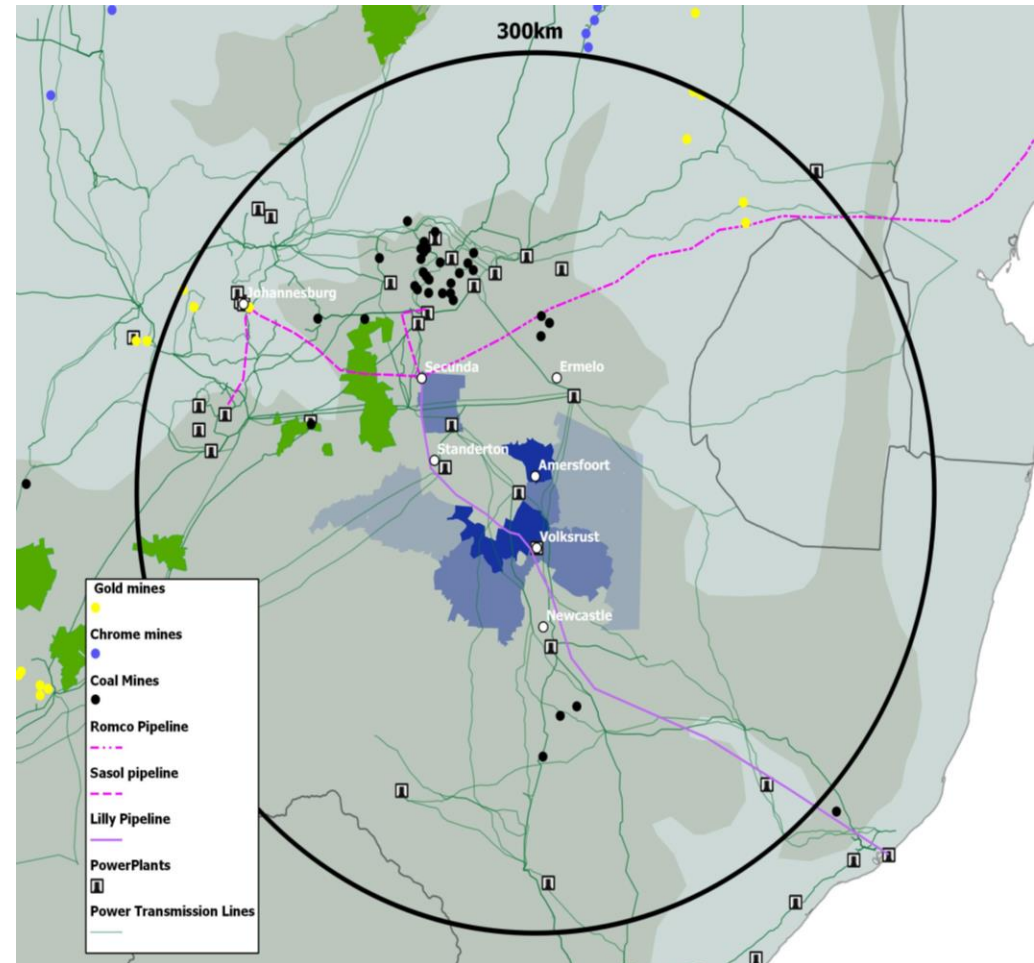 300km
Johannesburg
Secunda
Ermelo
Standerton
Amersfoort
Volksrust
Newcastle
Gold mines
Chrome mines
Coal Mines
Romco Pipeline
Sasol pipeline
Lilly Pipeline
PowerPlants
Power Transmission Lines